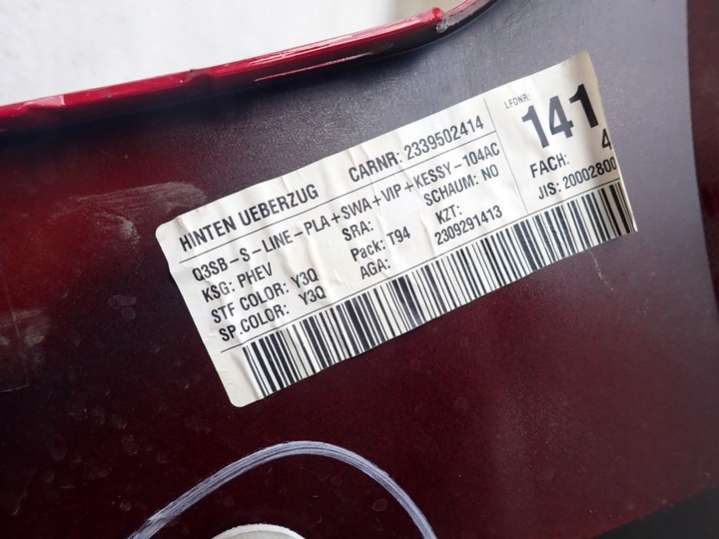 HINTEN UEBERZUG CARNR: 2339502414
Q3SB-S-LINE-PLA+SWA+VIP+KESSY-104AC
KSG: PHEV SRA: SCHAUM: NO
STF.COLOR: Y3Q Pack: T94 KZT:
SP.COLOR: Y3Q AGA: 2309291413
LFDNR:
141
FACH: 4
JIS: 20002800